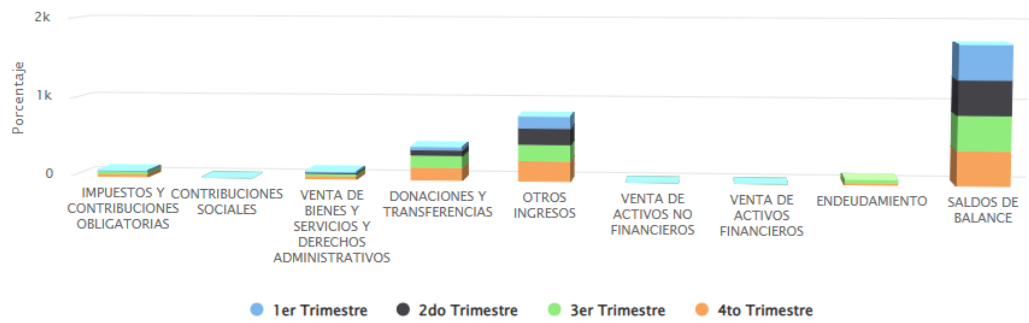 2k
1k
0
Porcentaje
IMPUESTOS Y
CONTRIBUCIONES
OBLIGATORIAS
CONTRIBUCIONES
SOCIALES
VENTA DE
BIENES Y
SERVICIOS Y
DERECHOS
ADMINISTRATIVOS
DONACIONES Y
TRANSFERENCIAS
OTROS
INGRESOS
VENTA DE
ACTIVOS NO
FINANCIEROS
VENTA DE
ACTIVOS
FINANCIEROS
ENDEUDAMIENTO
SALDOS DE
BALANCE
1er Trimestre 2do Trimestre 3er Trimestre 4to Trimestre